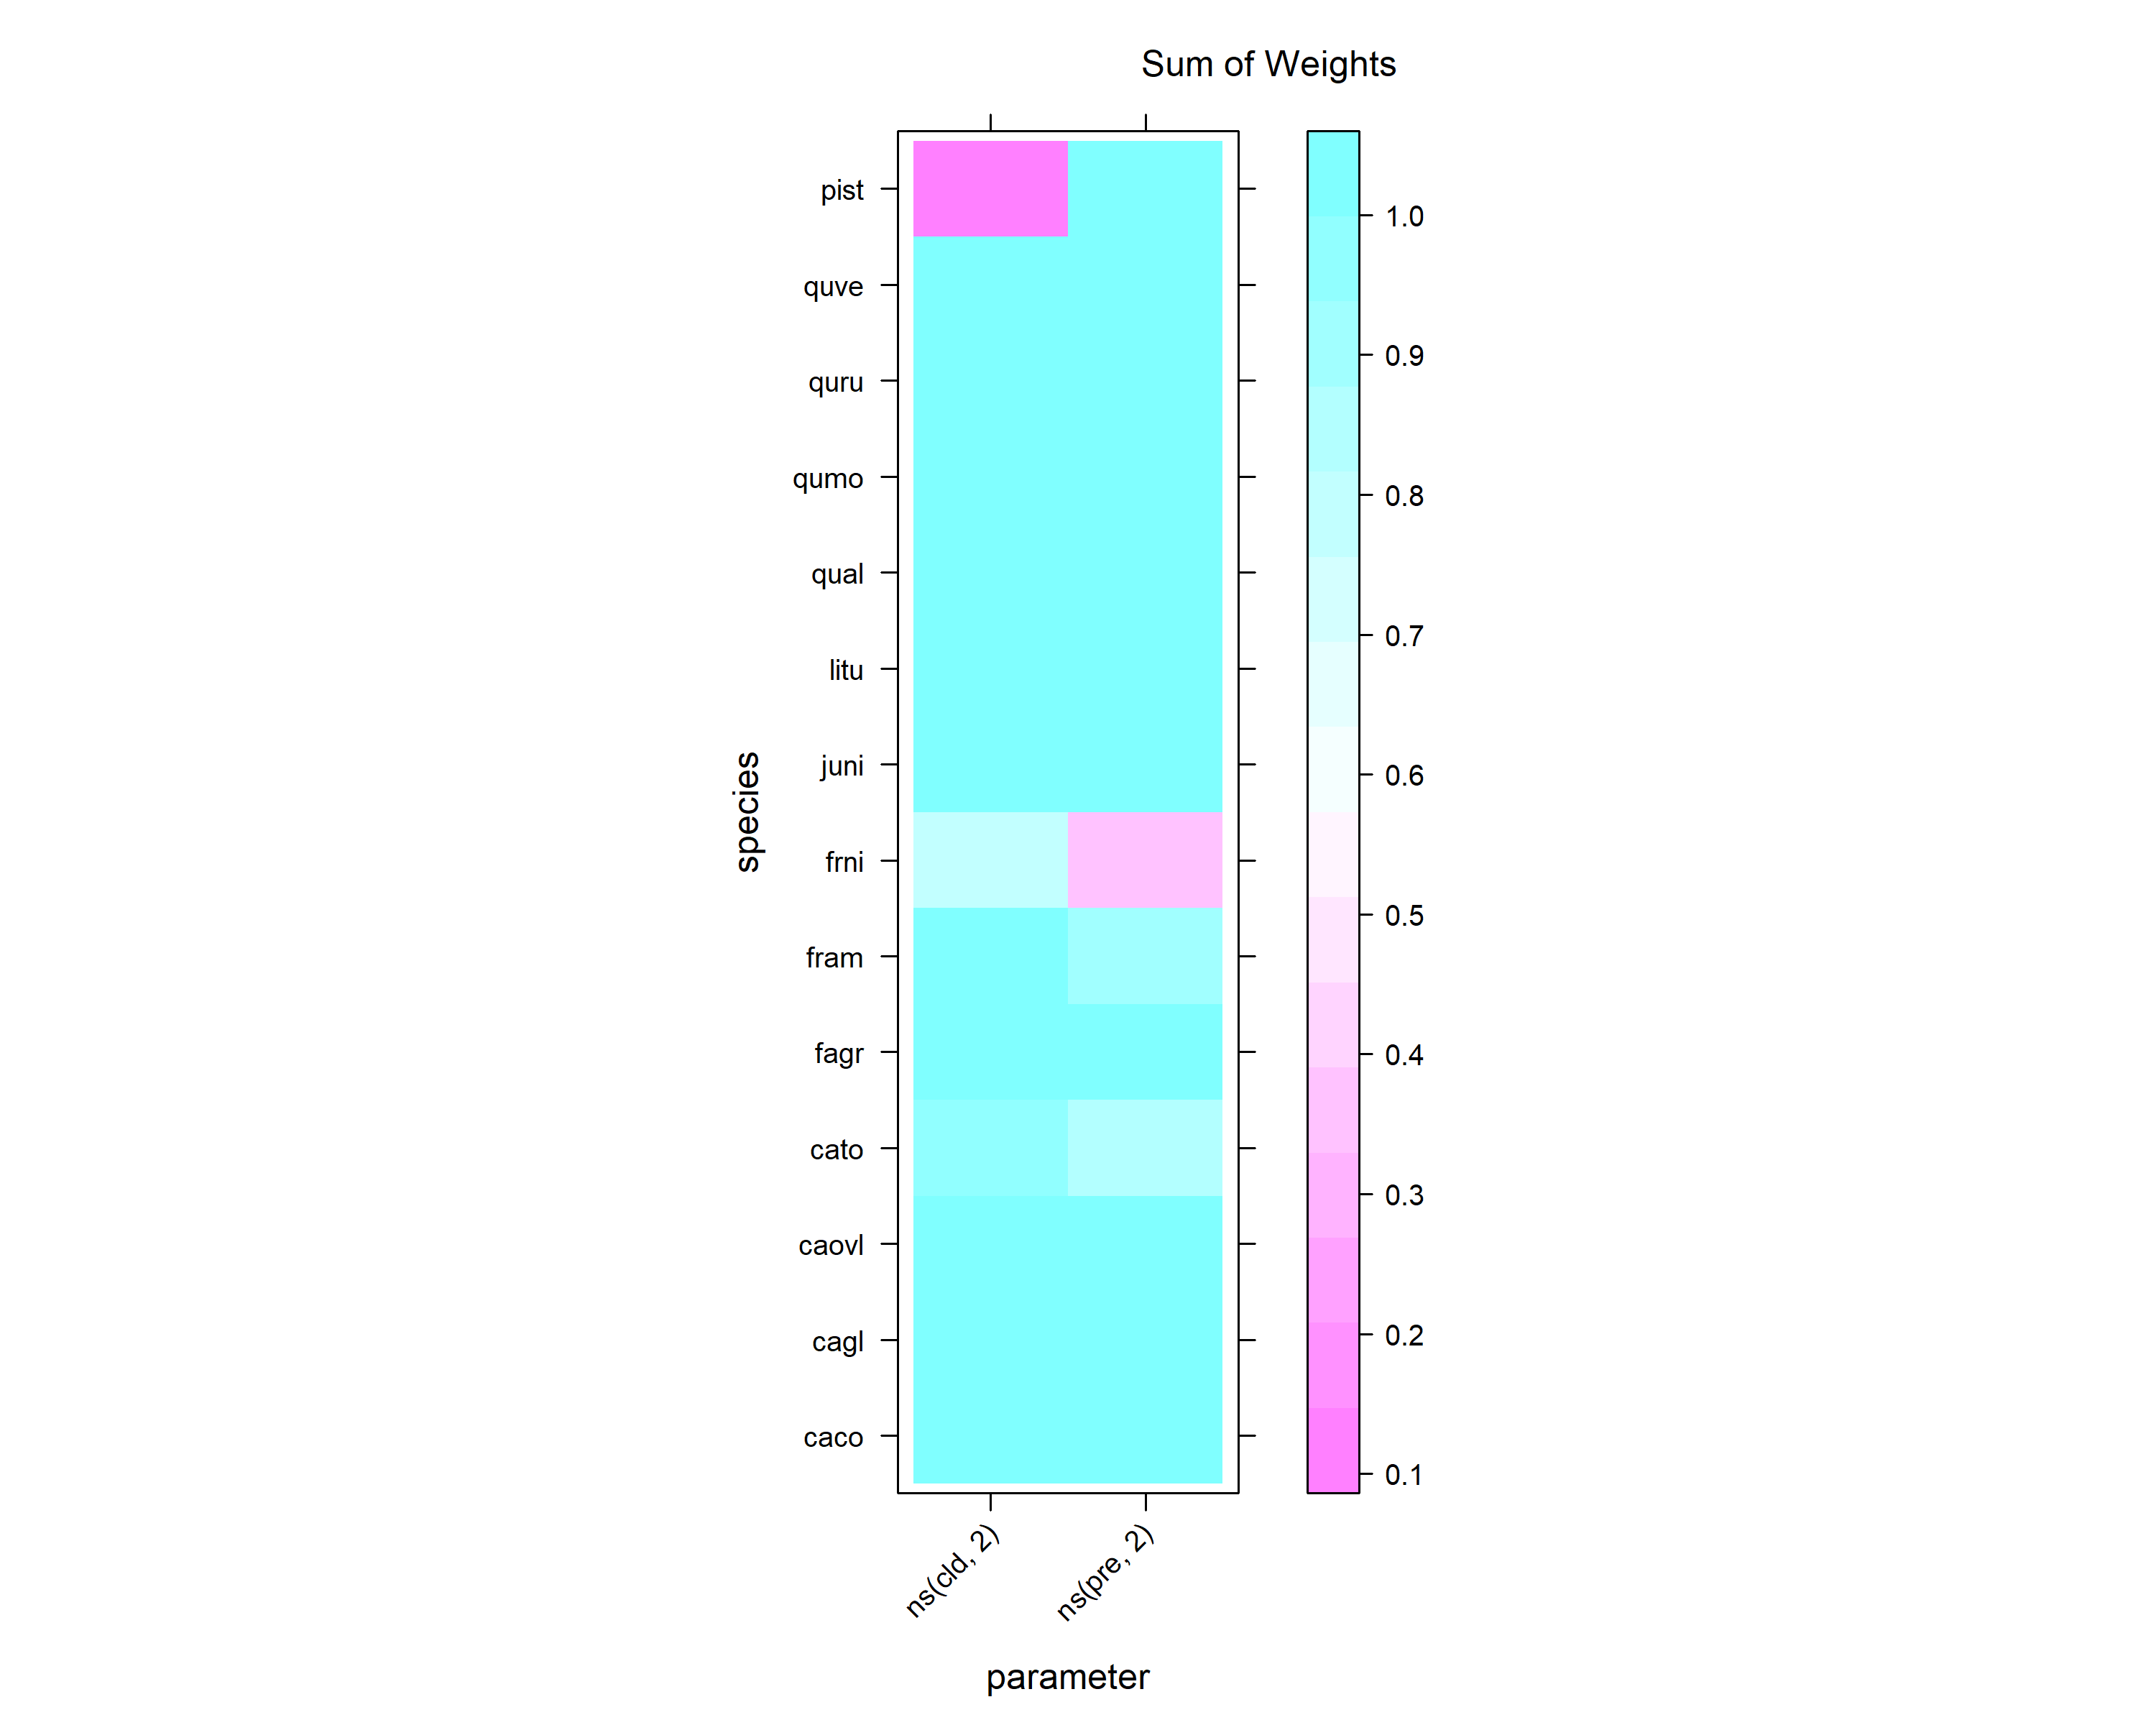 Sum of Weights
species
pist
quve
quru
qumo
qual
litu
juni
frni
fram
fagr
cato
caovl
cagl
caco
1.0
0.9
0.8
0.7
0.6
0.5
0.4
0.3
0.2
0.1
ns(cld, 2)
ns(pre, 2)
parameter